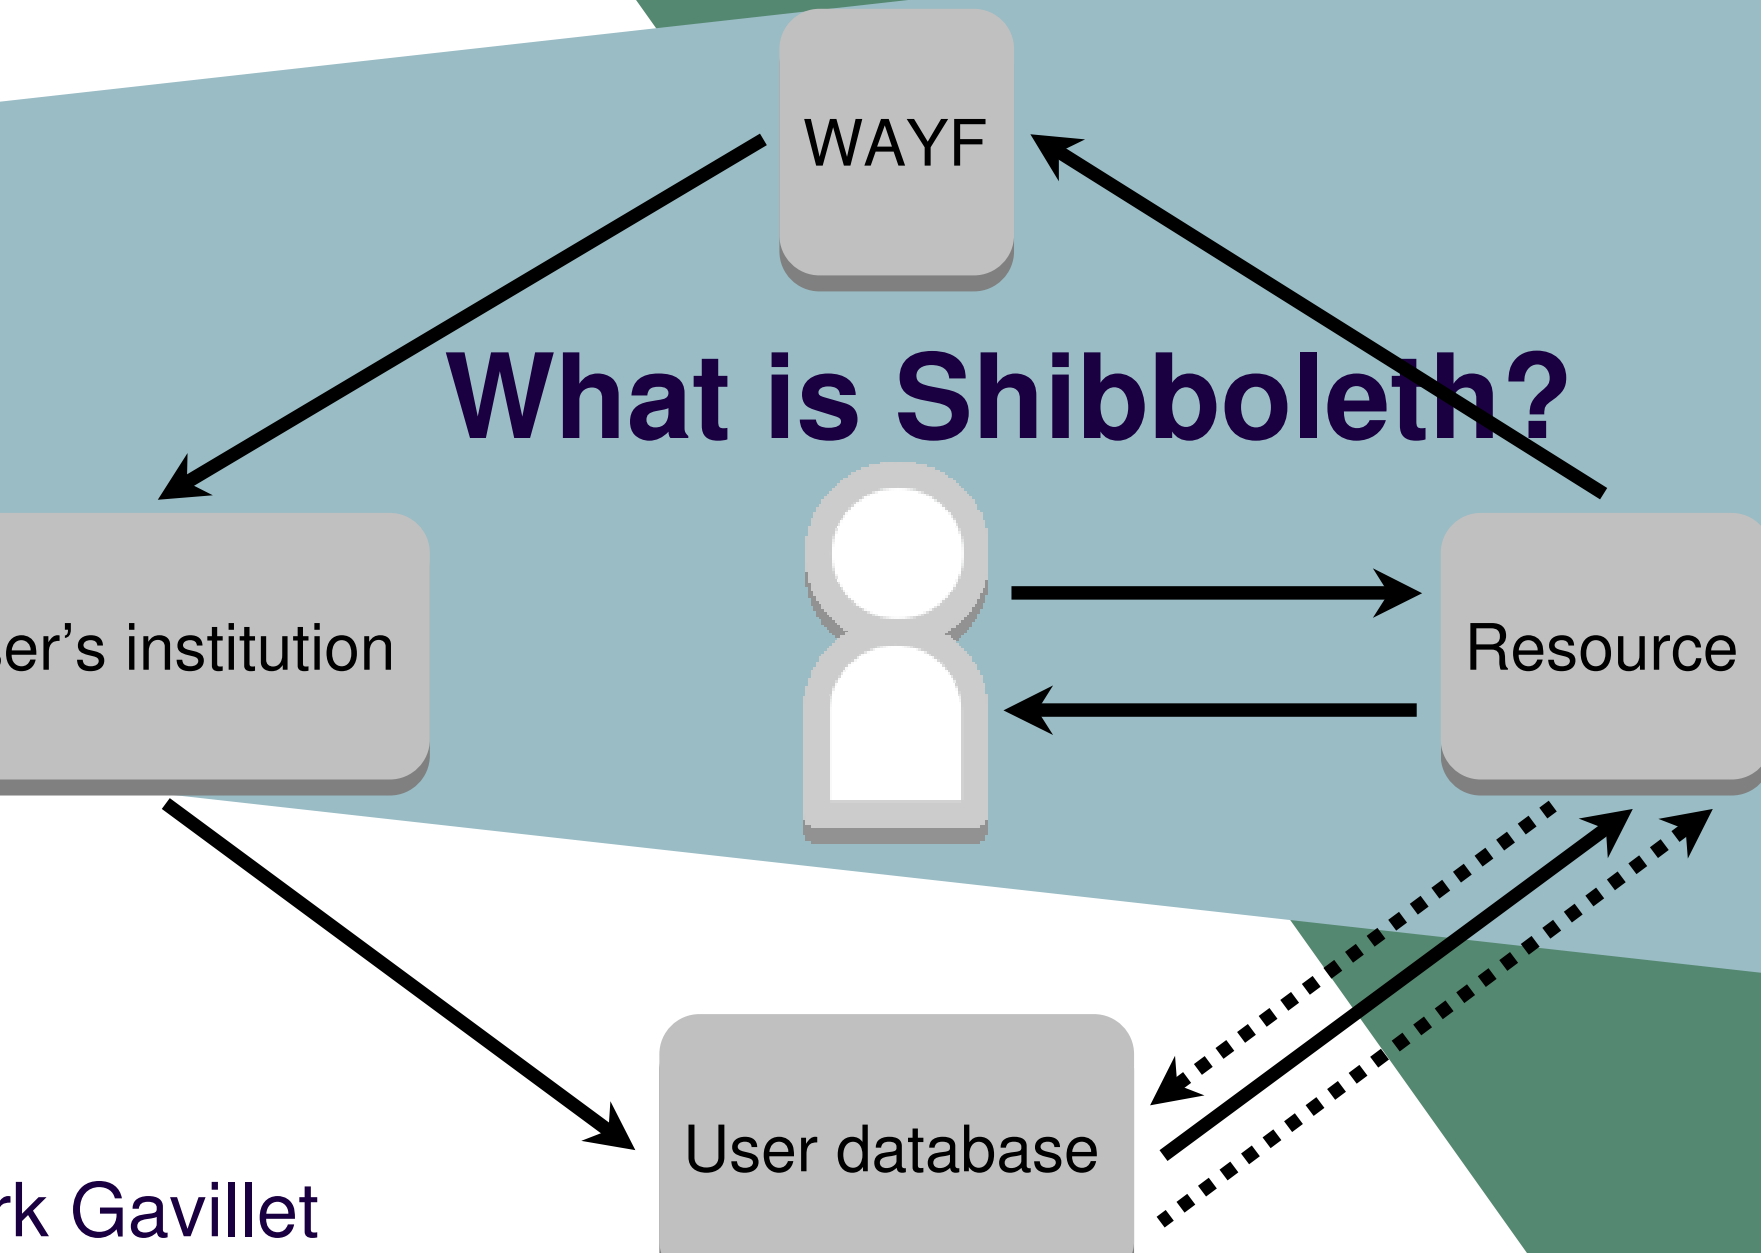 WAYF
What is Shibboleth?
er's institution
Resource
User database
rk Gavillet